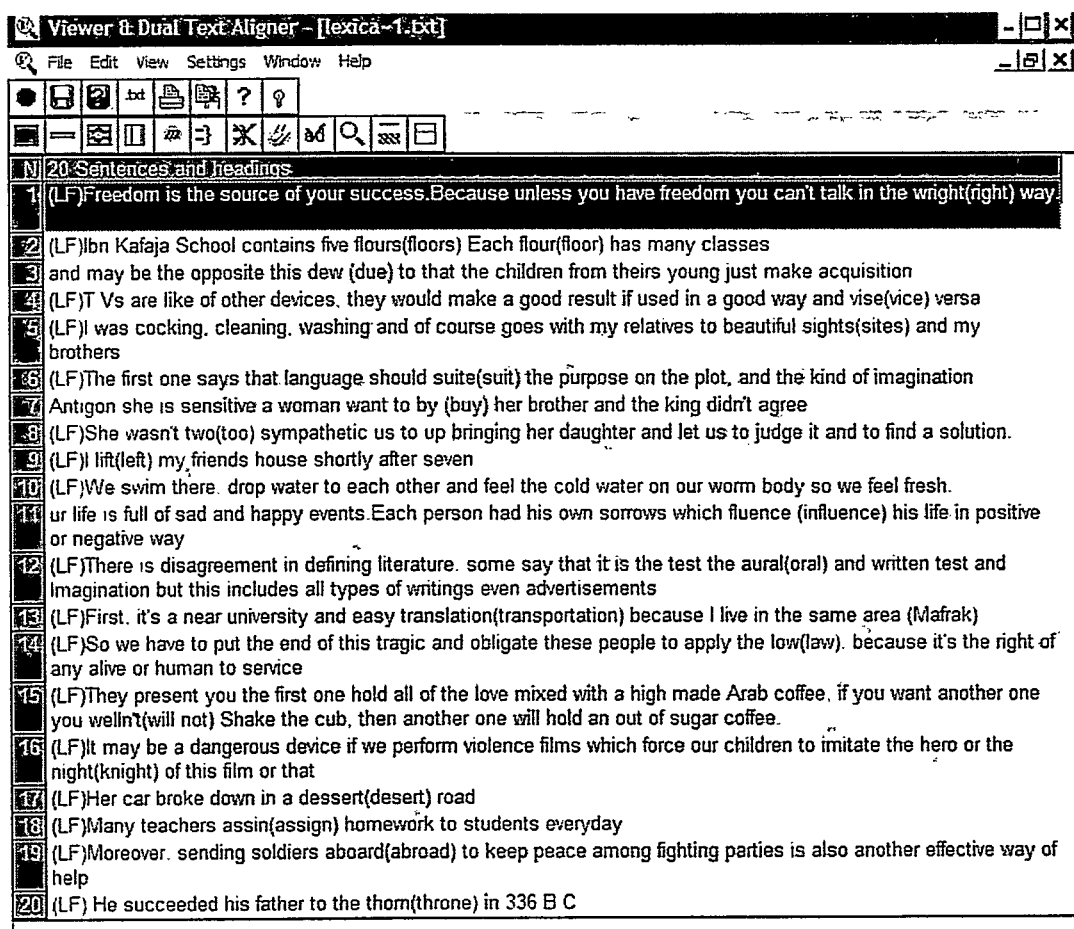 Viewer & Dual Text Aligner - [lexica~1.txt]
File Edit View Settings Window Help
.txt ? ?
ad
N 20 Sentences and headings
1 (LF)Freedom is the source of your success.Because unless you have freedom you can't talk in the wright(right) way.
2 (LF)Ibn Kafaja School contains five flours(floors) Each flour(floor) has many classes
3 and may be the opposite this dew (due) to that the children from theirs young just make acquisition
4 (LF)T Vs are like of other devices, they would make a good result if used in a good way and vise(vice) versa
5 (LF)I was cocking, cleaning, washing and of course goes with my relatives to beautiful sights(sites) and my
brothers
6 (LF)The first one says that language should suite(suit) the purpose on the plot, and the kind of imagination
7 Antigon she is sensitive a woman want to by (buy) her brother and the king didn't agree
8 (LF)She wasn't two(too) sympathetic us to up bringing her daughter and let us to judge it and to find a solution.
9 (LF)I lift(left) my friends house shortly after seven
10 (LF)We swim there. drop water to each other and feel the cold water on our worm body so we feel fresh.
11 ur life is full of sad and happy events.Each person had his own sorrows which fluence (influence) his life in positive
or negative way
12 (LF)There is disagreement in defining literature. some say that it is the test the aural(oral) and written test and
Imagination but this includes all types of writings even advertisements
13 (LF)First, it's a near university and easy translation(transportation) because I live in the same area (Mafrak)
14 (LF)So we have to put the end of this tragic and obligate these people to apply the low(law). because it's the right of
any alive or human to service
15 (LF)They present you the first one hold all of the love mixed with a high made Arab coffee, if you want another one
you welln't(will not) Shake the cub, then another one will hold an out of sugar coffee.
16 (LF)It may be a dangerous device if we perform violence films which force our children to imitate the hero or the
night(knight) of this film or that
17 (LF)Her car broke down in a dessert(desert) road
18 (LF)Many teachers assin(assign) homework to students everyday
19 (LF)Moreover, sending soldiers aboard(abroad) to keep peace among fighting parties is also another effective way of
help
20 (LF) He succeeded his father to the thorn(throne) in 336 B C